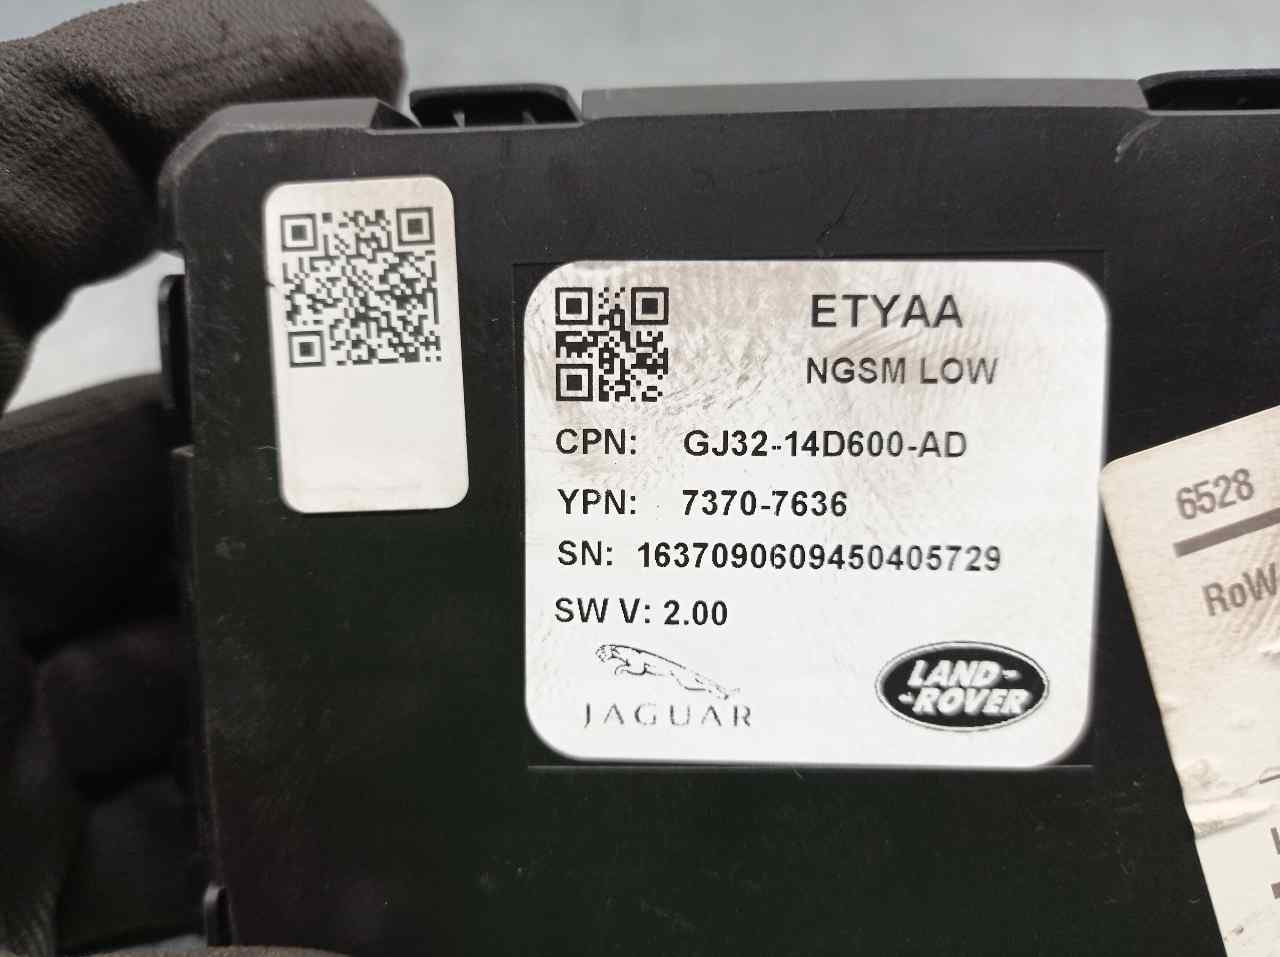 ETYAA
NGSM LOW
CPN: GJ32-14D600-AD
YPN: 7370-7636
SN: 1637090609450405729
SW V: 2.00
JAGUAR
LAND-
-ROVER
6528
RoW